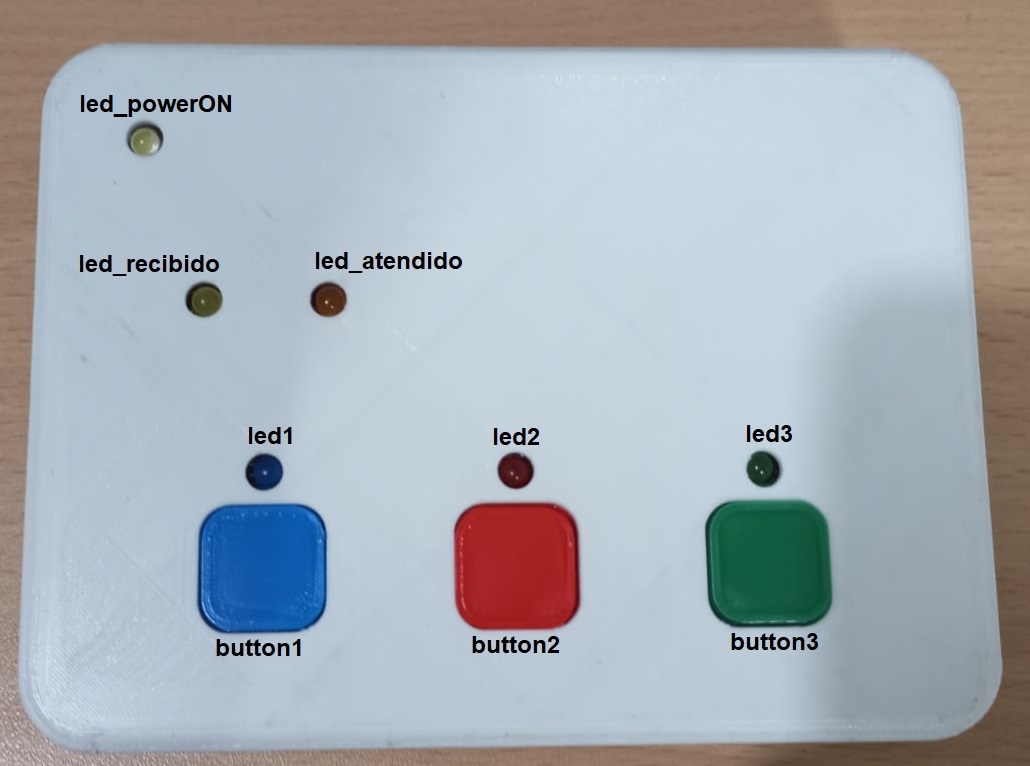 led_powerON
led_recibido
led_atendido
led1
led2
led3
button1
button2
button3